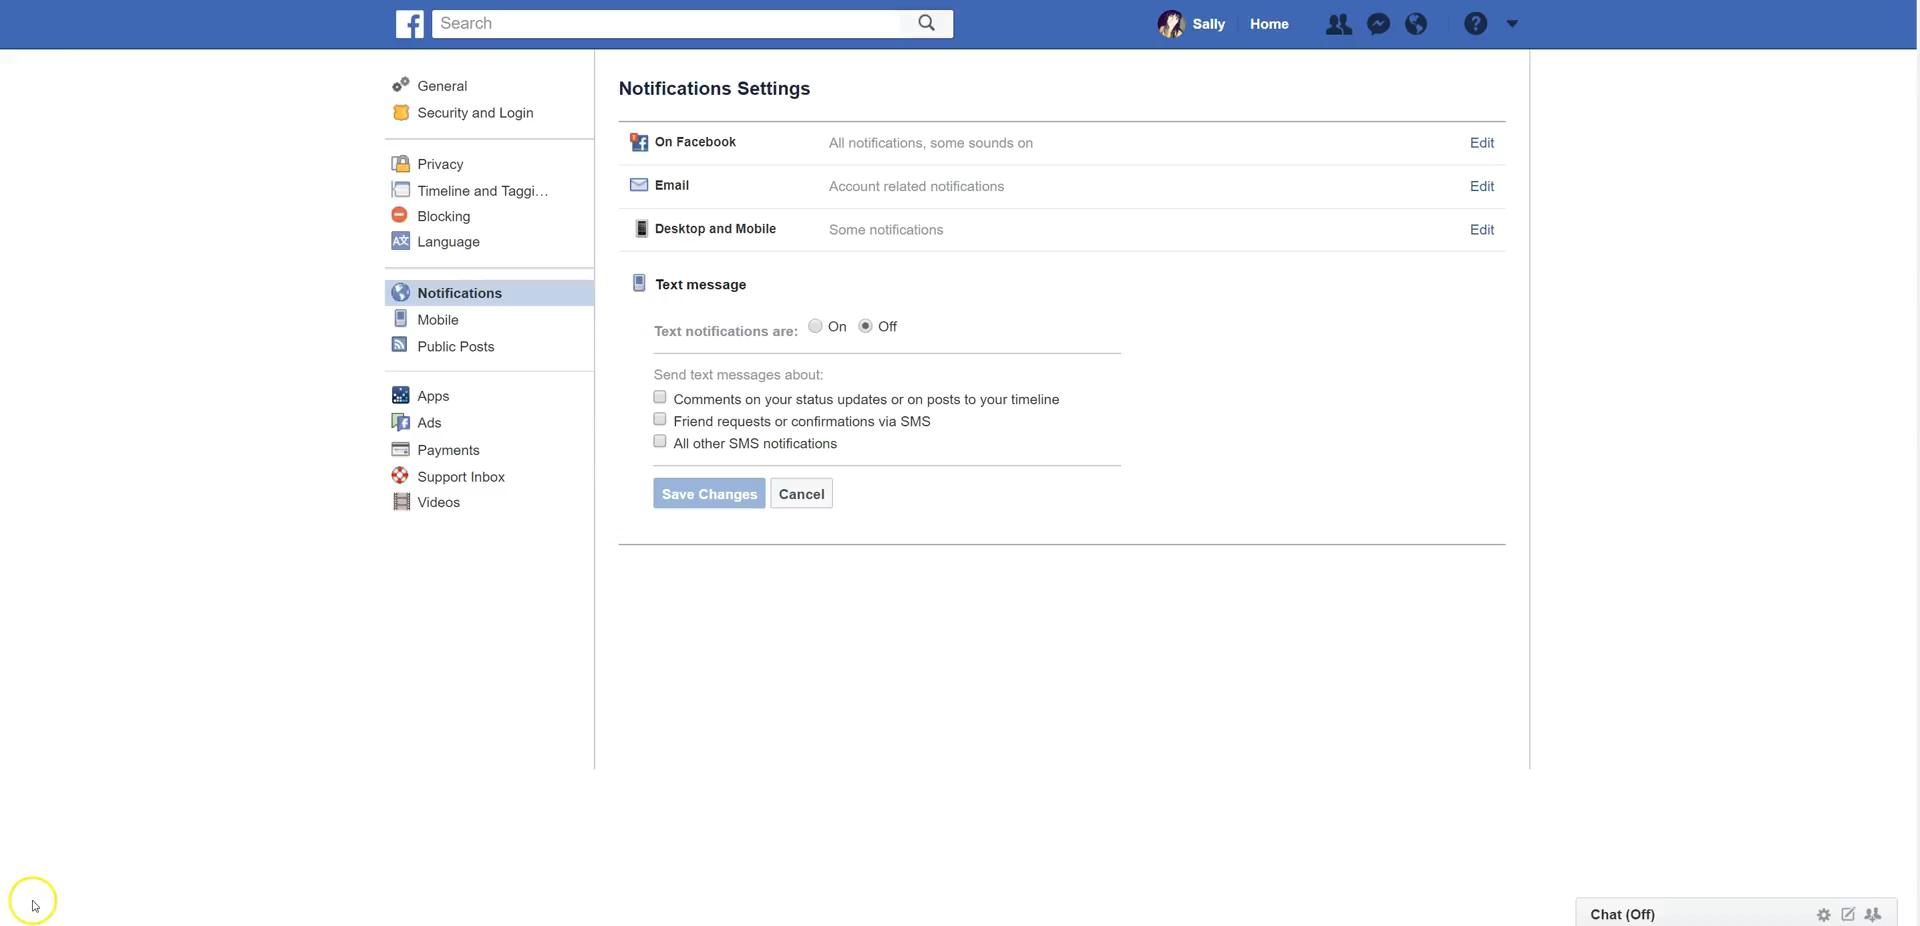 Search
Sally
Home
General
Security and Login
Privacy
Timeline and Taggi...
Blocking
Language
Notifications
Mobile
Public Posts
Apps
Ads
Payments
Support Inbox
Videos
Notifications Settings
On Facebook All notifications, some sounds on Edit
Email Account related notifications Edit
Desktop and Mobile Some notifications Edit
Text message
Text notifications are: On Off
Send text messages about:
Comments on your status updates or on posts to your timeline
Friend requests or confirmations via SMS
All other SMS notifications
Save Changes Cancel
Chat (Off)